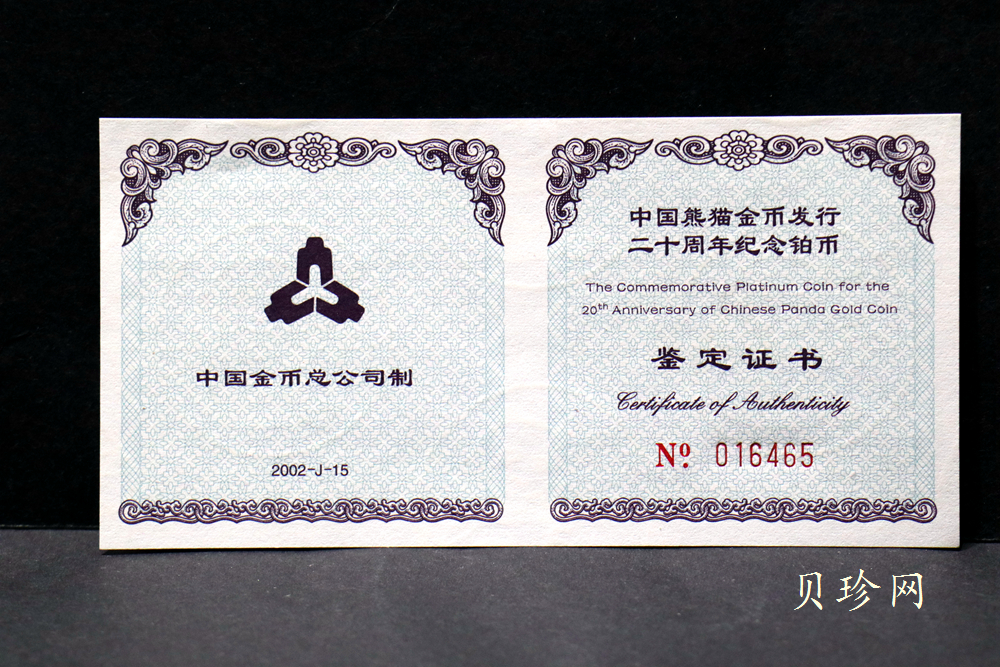 中国金币总公司制
2002-J-15
中国熊猫金币发行
二十周年纪念铂币
The Commemorative Platinum Coin for the
20th Anniversary of Chinese Panda Gold Coin
鉴定证书
Certificate of Authenticity
Nº 016465
贝珍网